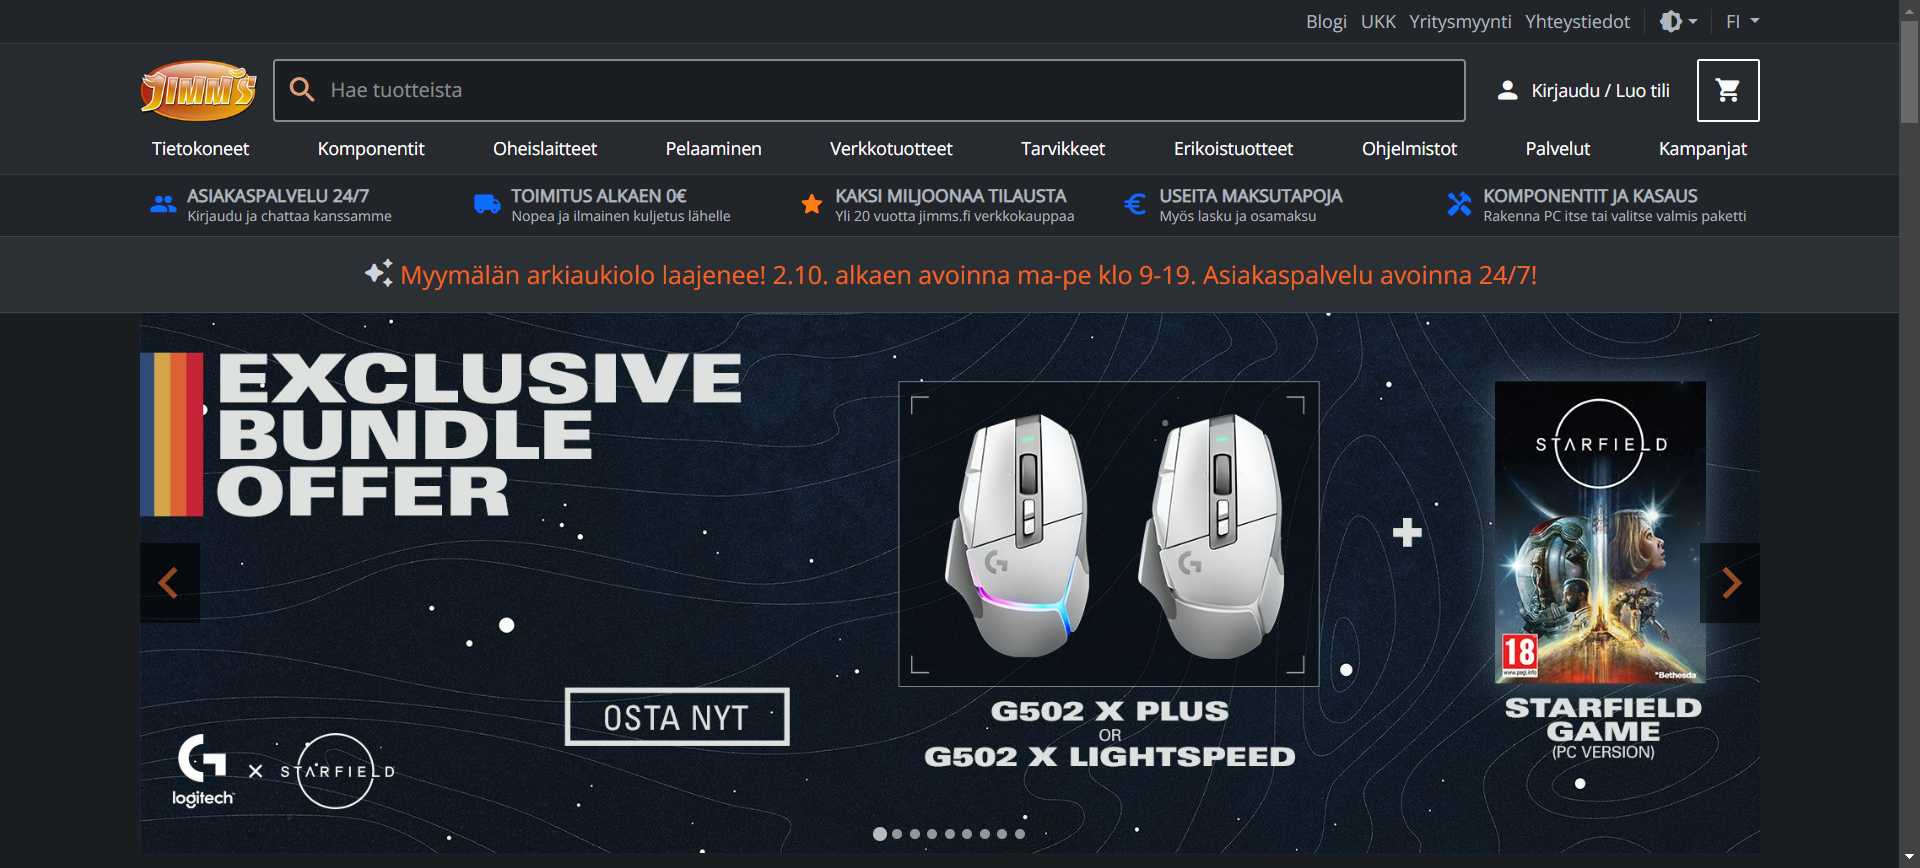 Blogi UKK Yritysmyynti Yhteystiedot FI
JIMM'S
Hae tuotteista
Kirjaudu / Luo tili
Tietokoneet Komponentit Oheislaitteet Pelaaminen Verkkotuotteet Tarvikkeet Erikoistuotteet Ohjelmistot Palvelut Kampanjat
ASIAKASPALVELU 24/7
Kirjaudu ja chattaa kanssamme
TOIMITUS ALKAEN 0€
Nopea ja ilmainen kuljetus lähelle
KAKSI MILJOONAA TILAUSTA
Yli 20 vuotta jimms.fi verkkokauppaa
USEITA MAKSUTAPOJA
Myös lasku ja osamaksu
KOMPONENTIT JA KASAUS
Rakenna PC itse tai valitse valmis paketti
Myymälän arkiaukiolo laajenee! 2.10. alkaen avoinna ma-pe klo 9-19. Asiakaspalvelu avoinna 24/7!
EXCLUSIVE
BUNDLE
OFFER
OSTA NYT
logitech X STARFIELD
G502 X PLUS
OR
G502 X LIGHTSPEED
+
STARFIELD
18
www.pegi.info
Bethesda
STARFIELD
GAME
(PC VERSION)